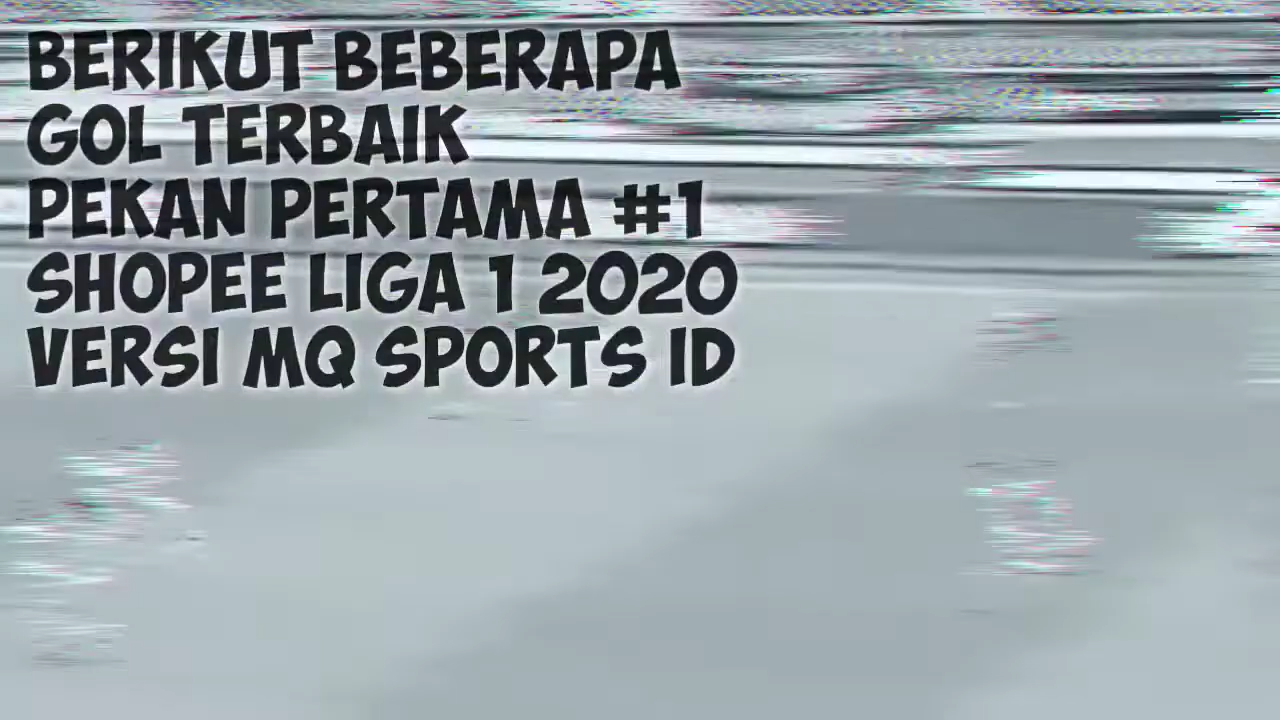 BERIKUT BEBERAPA
GOL TERBAIK
PEKAN PERTAMA #1
SHOPEE LIGA 1 2020
VERSI MQ SPORTS ID